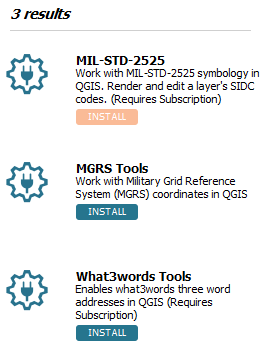 3 results
MIL-STD-2525
Work with MIL-STD-2525 symbology in
QGIS. Render and edit a layer's SIDC
codes. (Requires Subscription)
INSTALL
MGRS Tools
Work with Military Grid Reference
System (MGRS) coordinates in QGIS
INSTALL
What3words Tools
Enables what3words three word
addresses in QGIS (Requires
Subscription)
INSTALL